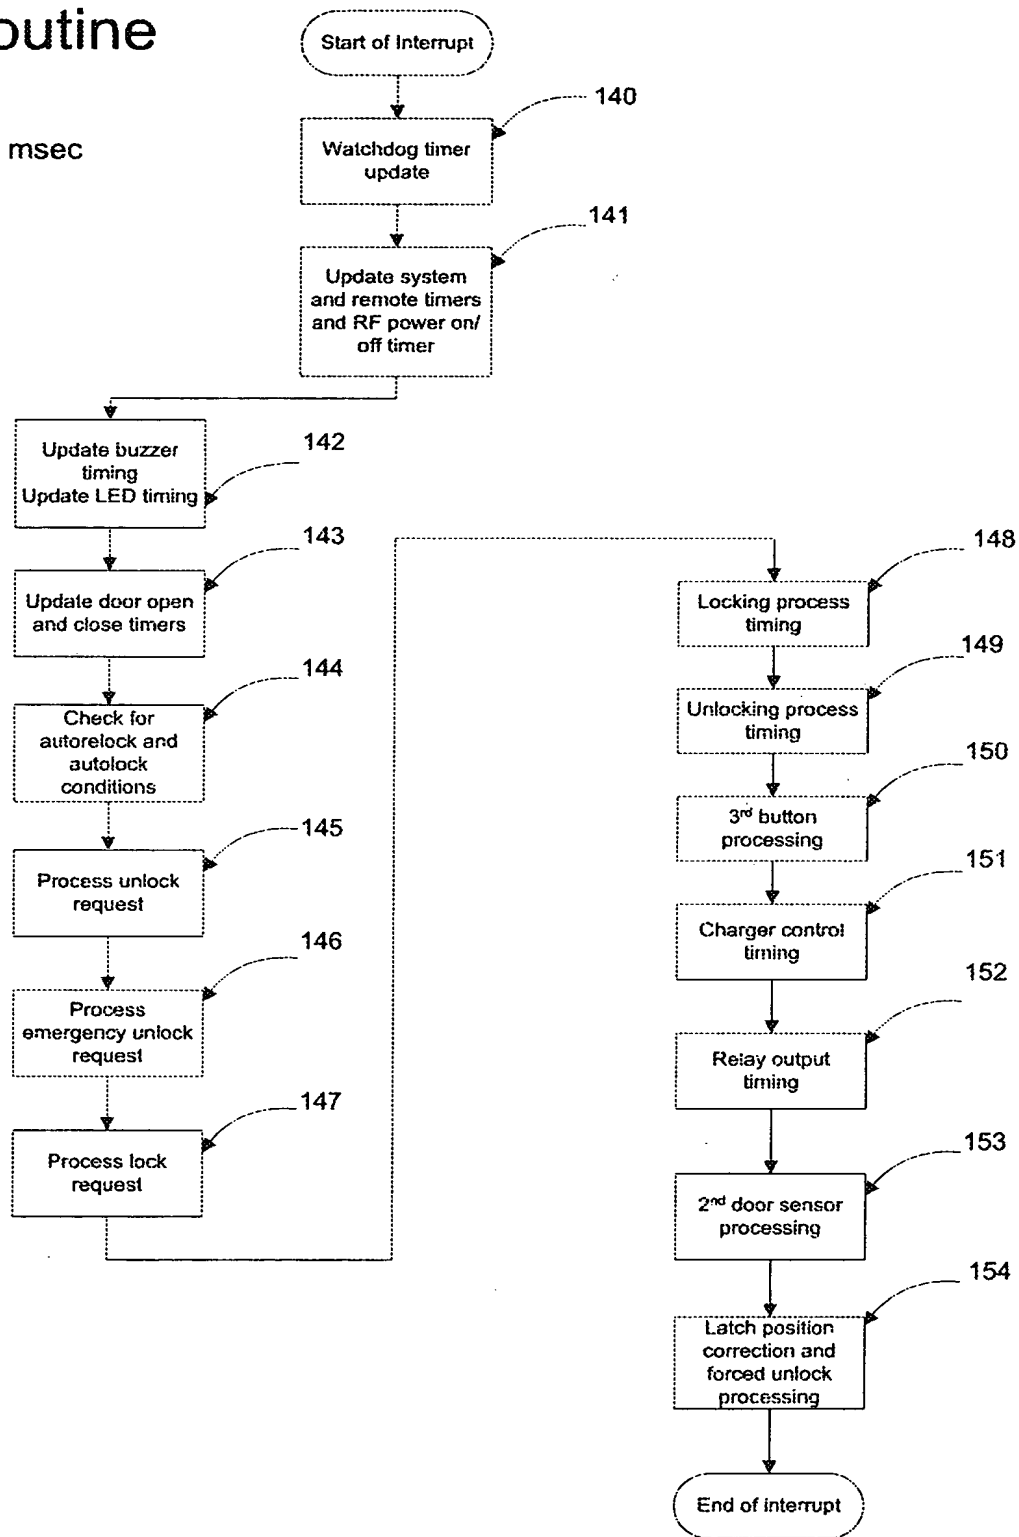 outine
msec
Start of Interrupt
140
Watchdog timer
update
141
Update system
and remote timers
and RF power on/
off timer
142
Update buzzer
timing
Update LED timing
143
Update door open
and close timers
144
Check for
autorelock and
autolock
conditions
145
Process unlock
request
146
Process
emergency unlock
request
147
Process lock
request
148
Locking process
timing
149
Unlocking process
timing
150
3rd button
processing
151
Charger control
timing
152
Relay output
timing
153
2nd door sensor
processing
154
Latch position
correction and
forced unlock
processing
End of interrupt